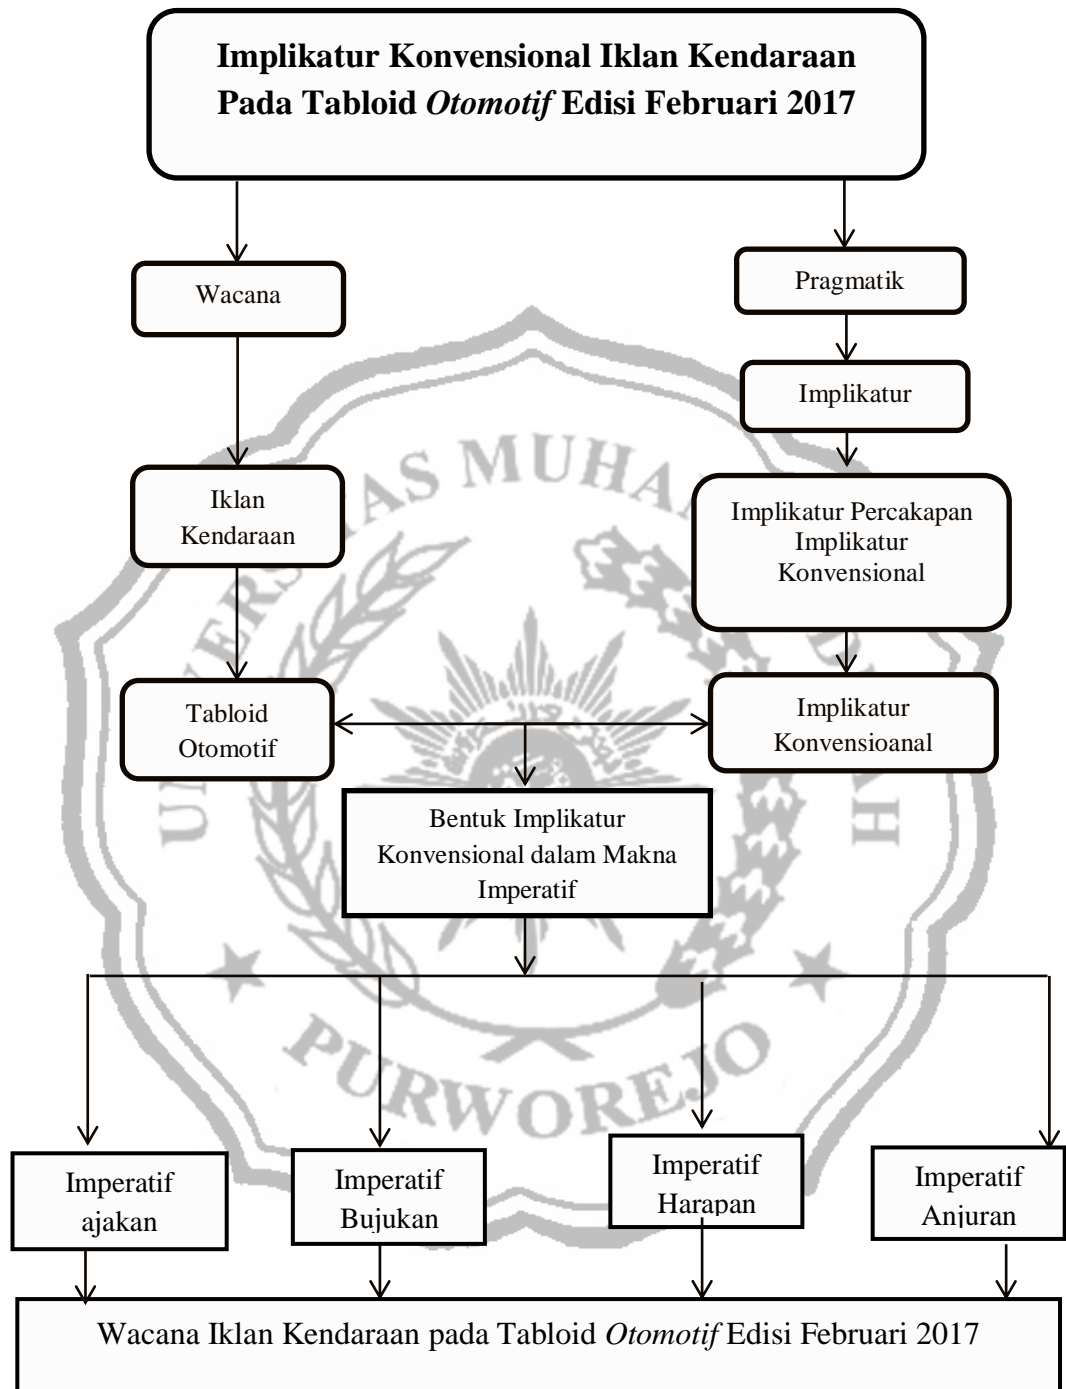 Implikatur Konvensional Iklan Kendaraan
Pada Tabloid Otomotif Edisi Februari 2017
Wacana
Pragmatik
Implikatur
Iklan
Kendaraan
Implikatur Percakapan
Implikatur
Konvensional
Tabloid
Otomotif
Implikatur
Konvensioanal
Bentuk Implikatur
Konvensional dalam Makna
Imperatif
Imperatif
ajakan
Imperatif
Bujukan
Imperatif
Harapan
Imperatif
Anjuran
Wacana Iklan Kendaraan pada Tabloid Otomotif Edisi Februari 2017
PURWOREJO